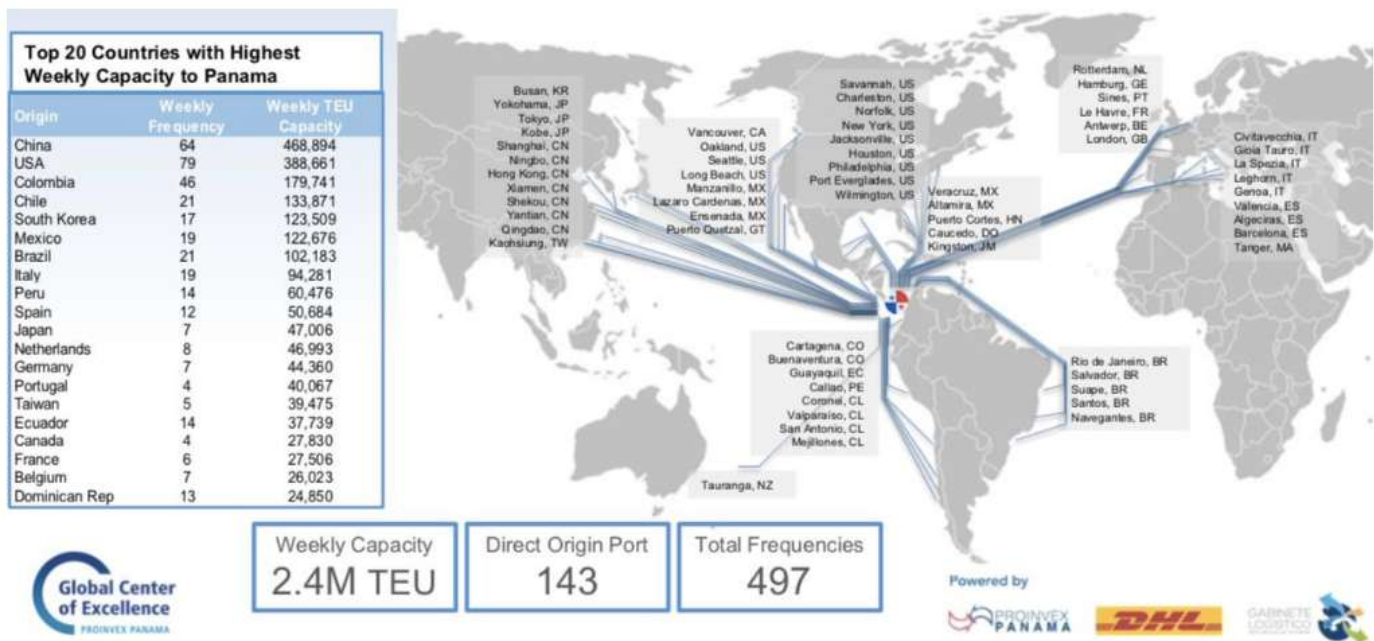 Top 20 Countries with Highest
Weekly Capacity to Panama
Origin Weekly Frequency Weekly TEU Capacity
China 64 468,894
USA 79 388,661
Colombia 46 179,741
Chile 21 133,871
South Korea 17 123,509
Mexico 19 122,676
Brazil 21 102,183
Italy 19 94,281
Peru 14 60,476
Spain 12 50,684
Japan 7 47,006
Netherlands 8 46,993
Germany 7 44,360
Portugal 4 40,067
Taiwan 5 39,475
Ecuador 14 37,739
Canada 4 27,830
France 6 27,506
Belgium 7 26,023
Dominican Rep 13 24,850
Busan, KR
Yokohama, JP
Tokyo, JP
Kobe, JP
Shanghai, CN
Ningbo, CN
Hong Kong, CN
Xiamen, CN
Shekou, CN
Yantian, CN
Qingdao, CN
Kaohsiung, TW
Vancouver, CA
Oakland, US
Seattle, US
Long Beach, US
Manzanillo, MX
Lazaro Cardenas, MX
Ensenada, MX
Puerto Quetzal, GT
Savannah, US
Charleston, US
Norfolk, US
New York, US
Jacksonville, US
Houston, US
Philadelphia, US
Port Everglades, US
Wilmington, US
Veracruz, MX
Altamira, MX
Puerto Cortes, HN
Caucedo, DO
Kingston, JM
Rotterdam, NL
Hamburg, GE
Sines, PT
Le Havre, FR
Antwerp, BE
London, GB
Civitavecchia, IT
Gioia Tauro, IT
La Spezia, IT
Leghorn, IT
Genoa, IT
Valencia, ES
Algeciras, ES
Barcelona, ES
Tanger, MA
Cartagena, CO
Buenaventura, CO
Guayaquil, EC
Callao, PE
Coronel, CL
Valparaiso, CL
San Antonio, CL
Mejillones, CL
Rio de Janeiro, BR
Salvador, BR
Suape, BR
Santos, BR
Navegantes, BR
Tauranga, NZ
Weekly Capacity
2.4M TEU
Direct Origin Port
143
Total Frequencies
497
Global Center
of Excellence
PROINVEX PANAMA
Powered by
PROINVEX
PANAMA
DHL
GABINETE
LOGÍSTICO